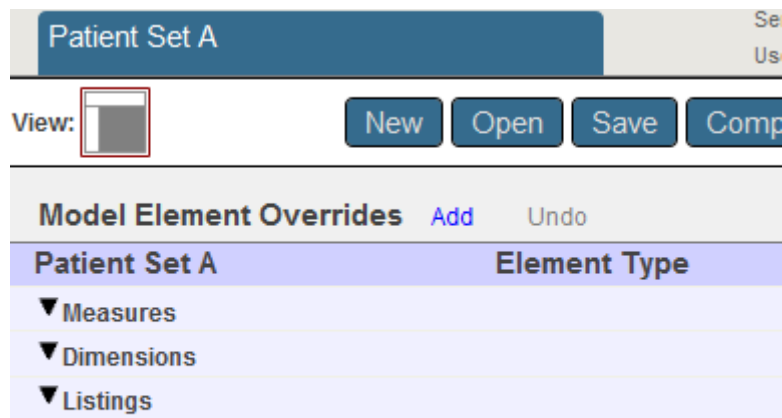 Patient Set A
View:
New Open Save
Model Element Overrides Add Undo
Patient Set A Element Type
Measures
Dimensions
Listings